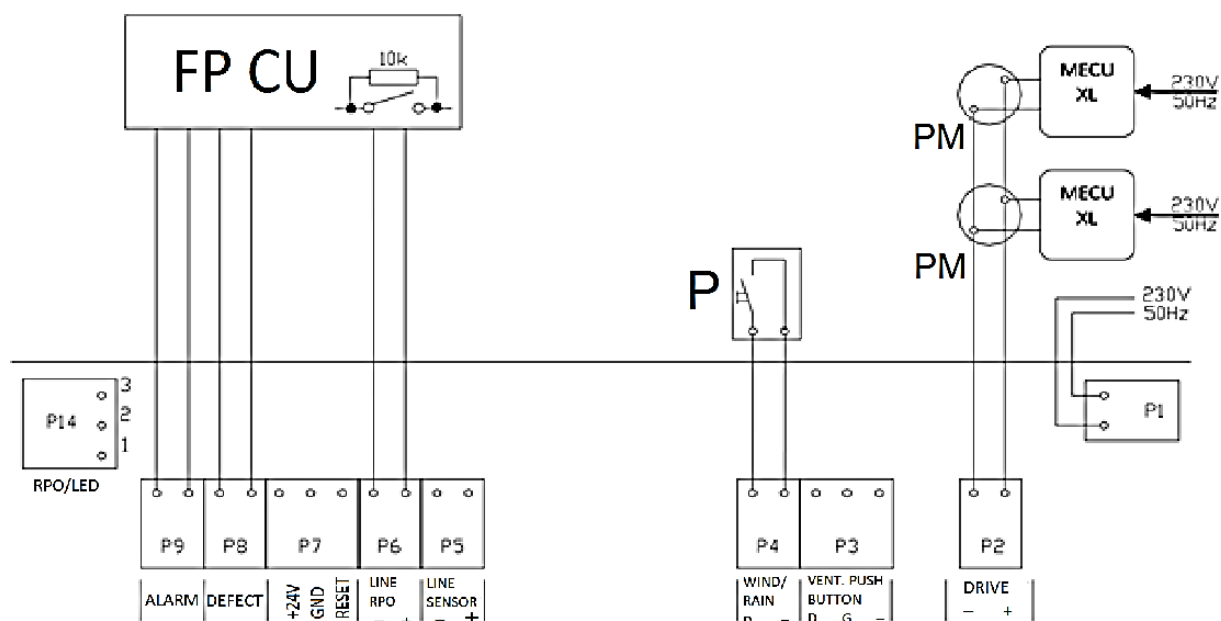 FP CU
10k
MECU
XL
230V
50Hz
PM
MECU
XL
230V
50Hz
PM
P
230V
50Hz
P14
3
2
1
RPO/LED
P1
P9
P8
P7
P6
P5
P4
P3
P2
ALARM
DEFECT
+24V
GND
RESET
LINE
RPO
- +
LINE
SENSOR
- +
WIND/
RAIN
VENT. PUSH
BUTTON
DRIVE
- +